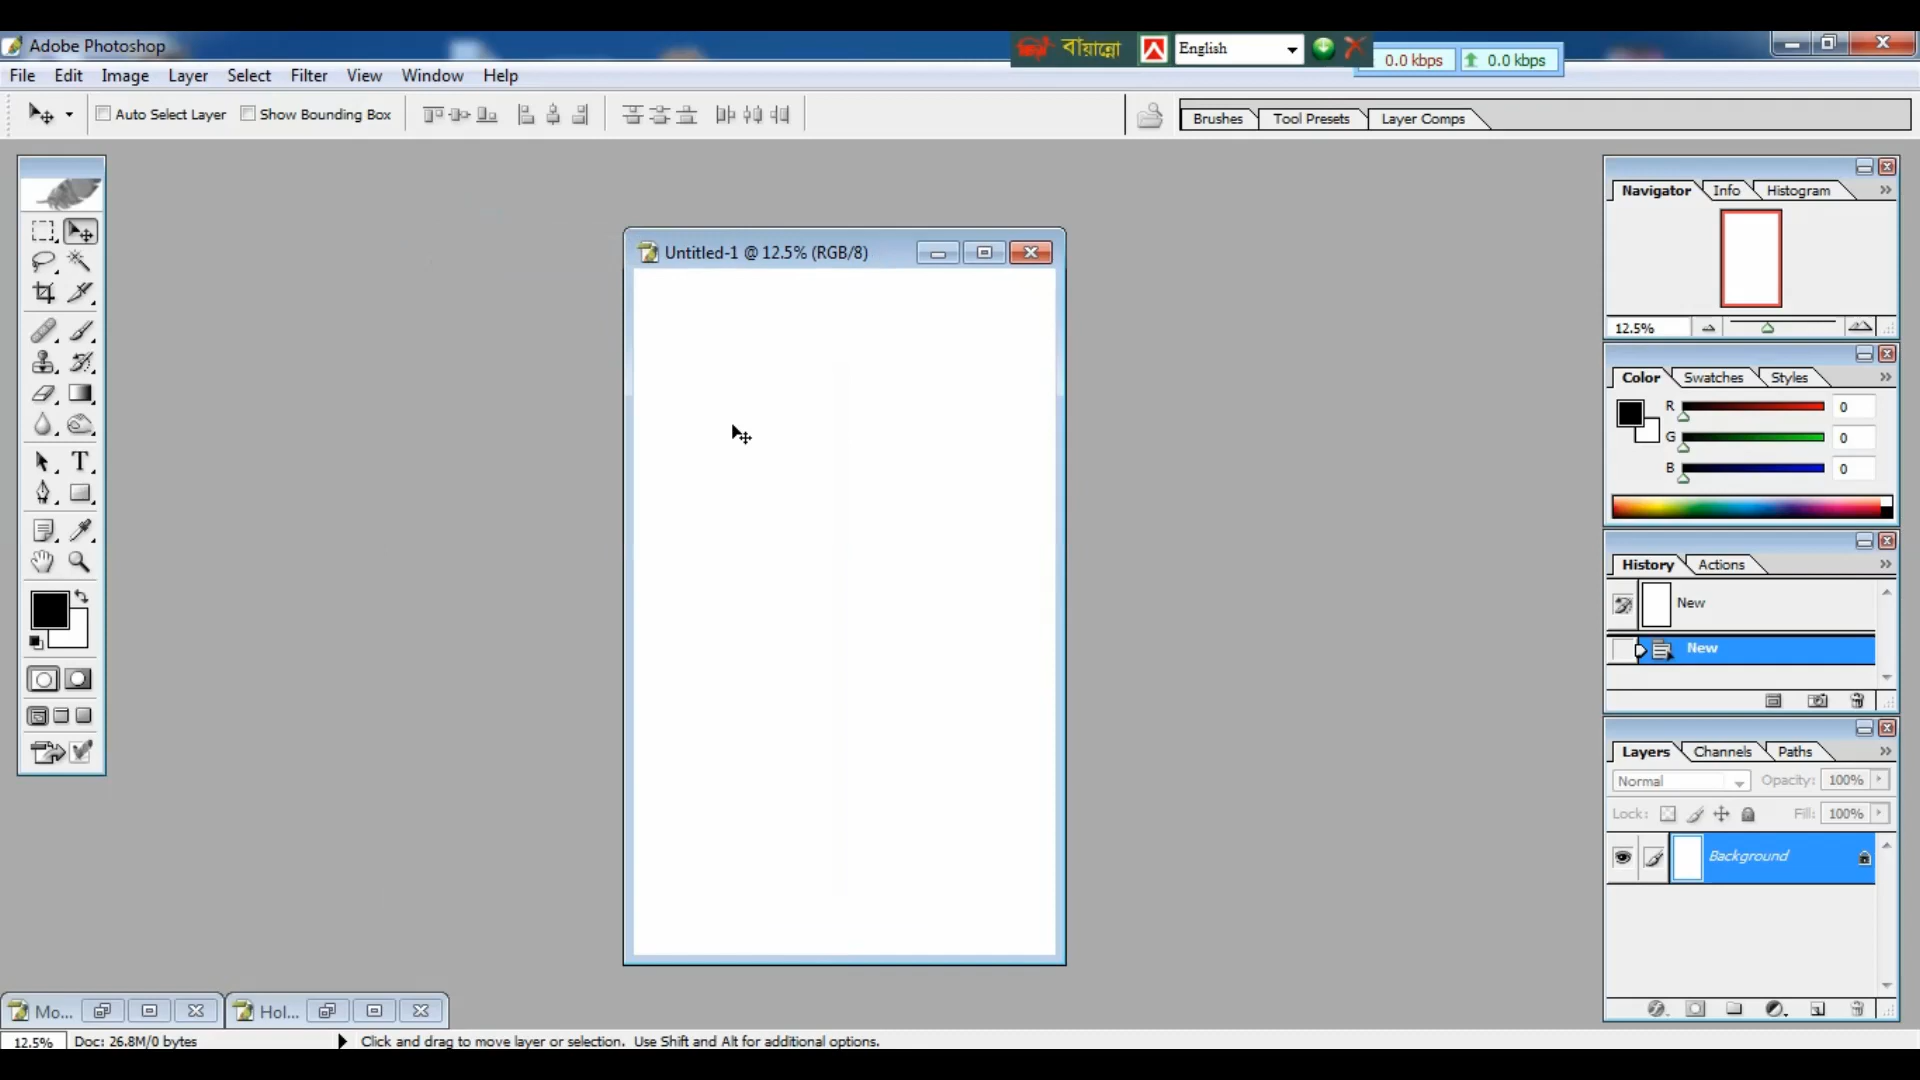 Adobe Photoshop
বায়ান্নো
English
0.0 kbps
0.0 kbps
File Edit Image Layer Select Filter View Window Help
Auto Select Layer Show Bounding Box
Brushes Tool Presets Layer Comps
Navigator Info Histogram
Untitled-1 @ 12.5% (RGB/8)
12.5%
Color Swatches Styles
R 0
G 0
B 0
T
History Actions
New
New
Layers Channels Paths
Normal Opacity: 100%
Lock: Fill: 100%
Background
Mo... Hol...
12.5% Doc: 26.8M/0 bytes Click and drag to move layer or selection. Use Shift and Alt for additional options.